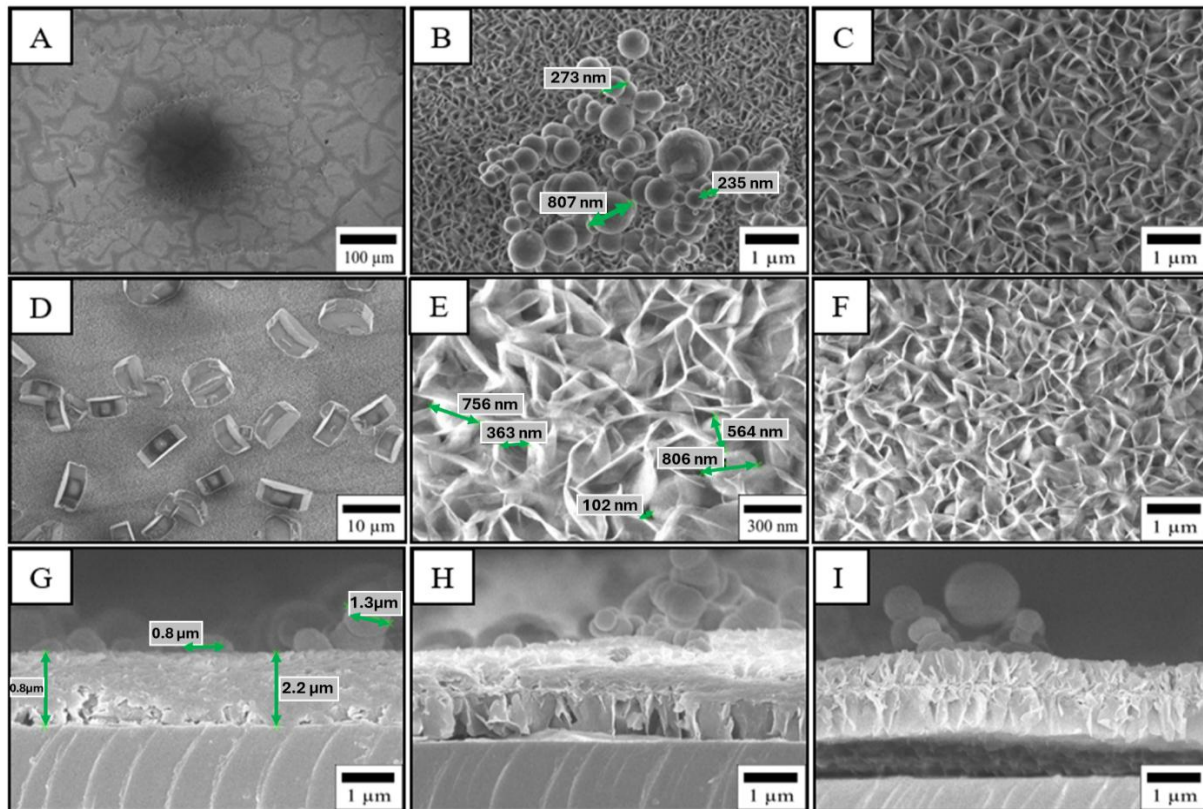 A
100 µm
B
273 nm
235 nm
807 nm
1 µm
C
1 µm
D
10 µm
E
756 nm
363 nm
564 nm
806 nm
102 nm
300 nm
F
1 µm
G
1.3µm
0.8 µm
0.8µm
2.2 µm
1 µm
H
1 µm
I
1 µm